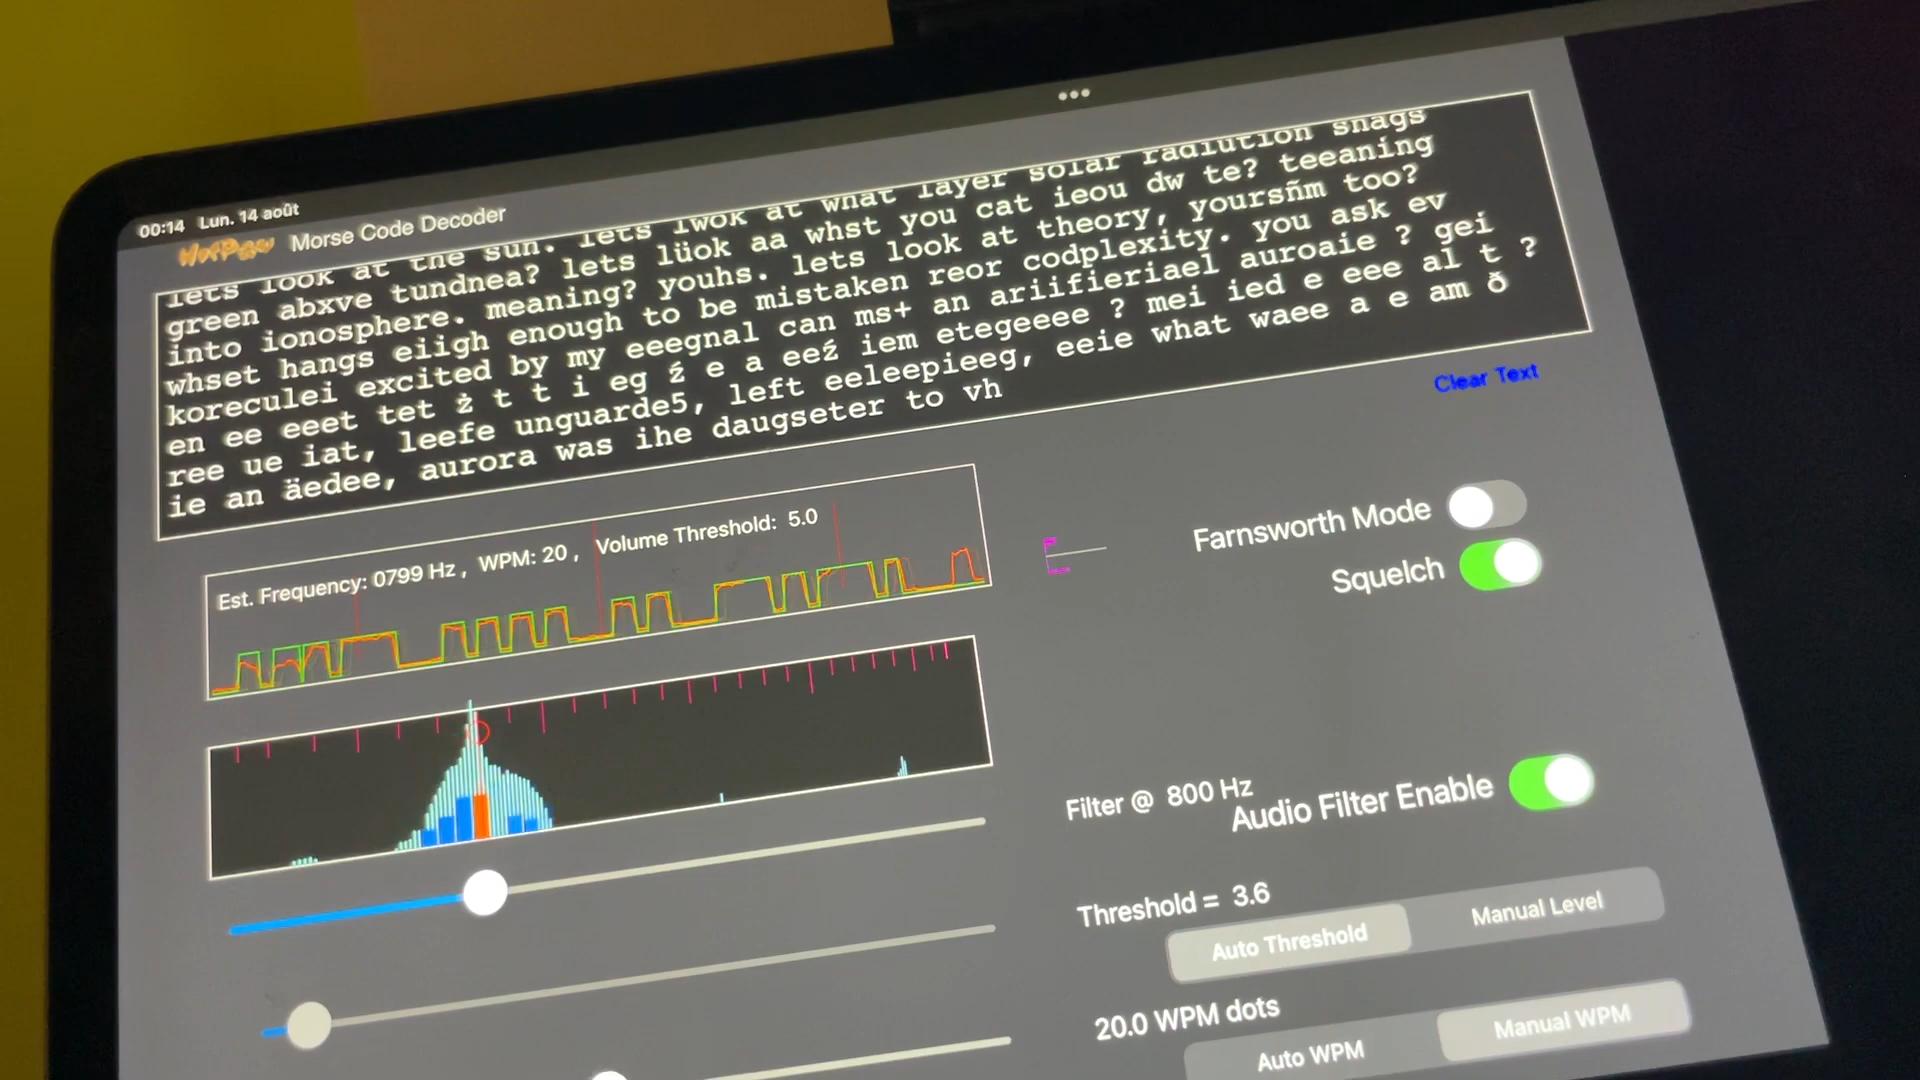 00:14 Lun. 14 août
HotPaw Morse Code Decoder
lets look at the sun. lets lwok at what layer solar radiution snags
green abxve tundnea? lets lüok aa whst you cat ieou dw te? teeaning
into ionosphere. meaning? youhs. lets look at theory, yoursñm too?
whset hangs eiigh enough to be mistaken reor codplexity. you ask ev
koreculei excited by my eeegnal can ms+ an ariifieriael auroaie ? gei
en ee eeet tet ż t t i eg ź e a eeź iem etegeeee ? mei ied e eee al t ?
ree ue iat, leefe unguarde5, left eeleepieeg, eeie what waee a e am ð
ie an äedee, aurora was ihe daugseter to vh
Clear Text
Est. Frequency: 0799 Hz , WPM: 20 , Volume Threshold: 5.0
Farnsworth Mode
Squelch
Filter @ 800 Hz
Audio Filter Enable
Threshold = 3.6
Auto Threshold Manual Level
20.0 WPM dots
Auto WPM Manual WPM